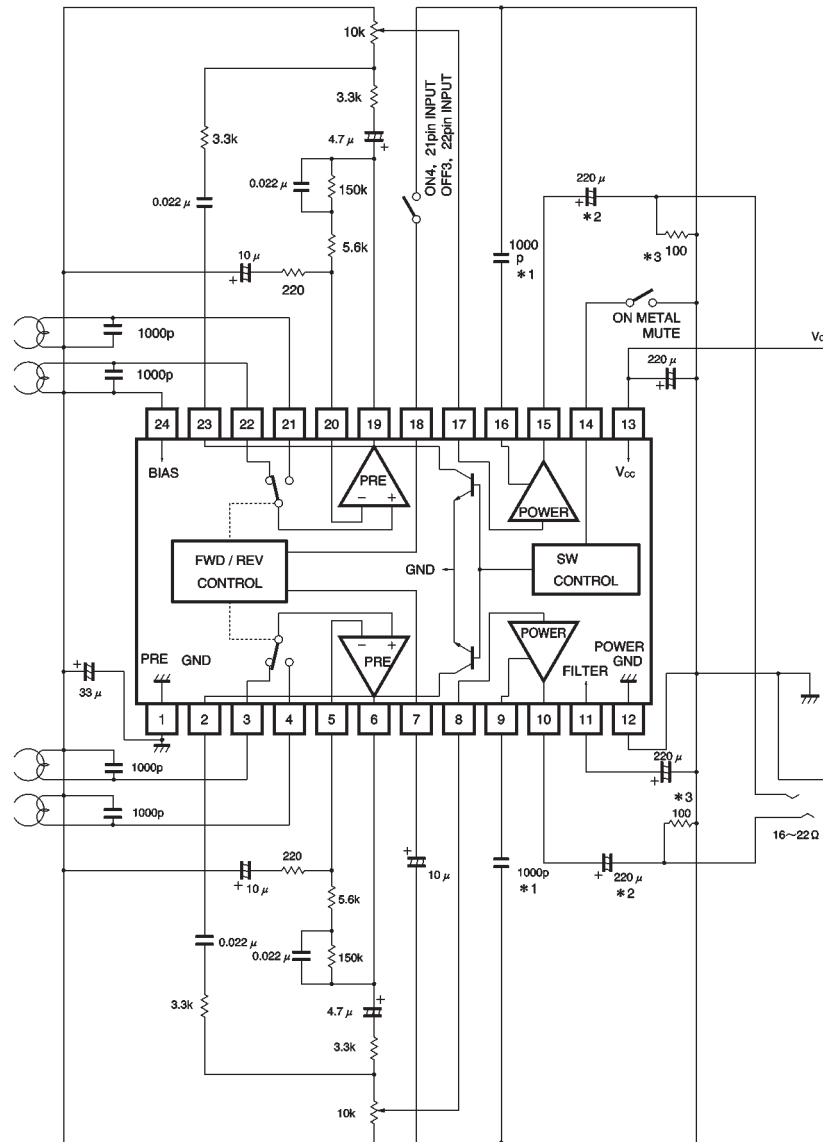 10k
3.3k
3.3k
4.7 μ
+
0.022 μ
0.022 μ
150k
5.6k
10 μ
+
220
ON4, 21pin INPUT
OFF3, 22pin INPUT
220 μ
+
*2
1000
p
*1
*3
100
ON METAL
MUTE
1000p
1000p
220 μ
+
24 23 22 21 20 19 18 17 16 15 14 13
BIAS
PRE
− +
POWER
VCC
FWD / REV
CONTROL
GND
SW
CONTROL
PRE GND
− +
PRE
POWER
FILTER
POWER
GND
+
33 μ
1 2 3 4 5 6 7 8 9 10 11 12
1000p
1000p
220 μ
+
*3
100
16~22Ω
220
+
10 μ
+
10 μ
1000p
*1
+
220 μ
*2
5.6k
0.022 μ
0.022 μ
150k
3.3k
4.7 μ
+
3.3k
10k